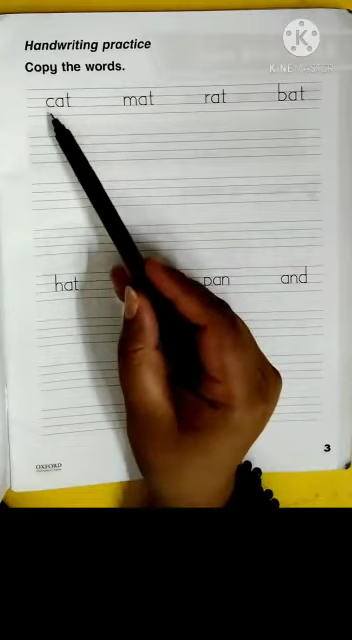 K
KINEMASTER
Handwriting practice
Copy the words.
cat mat rat bat
hat pan and
3
OXFORD